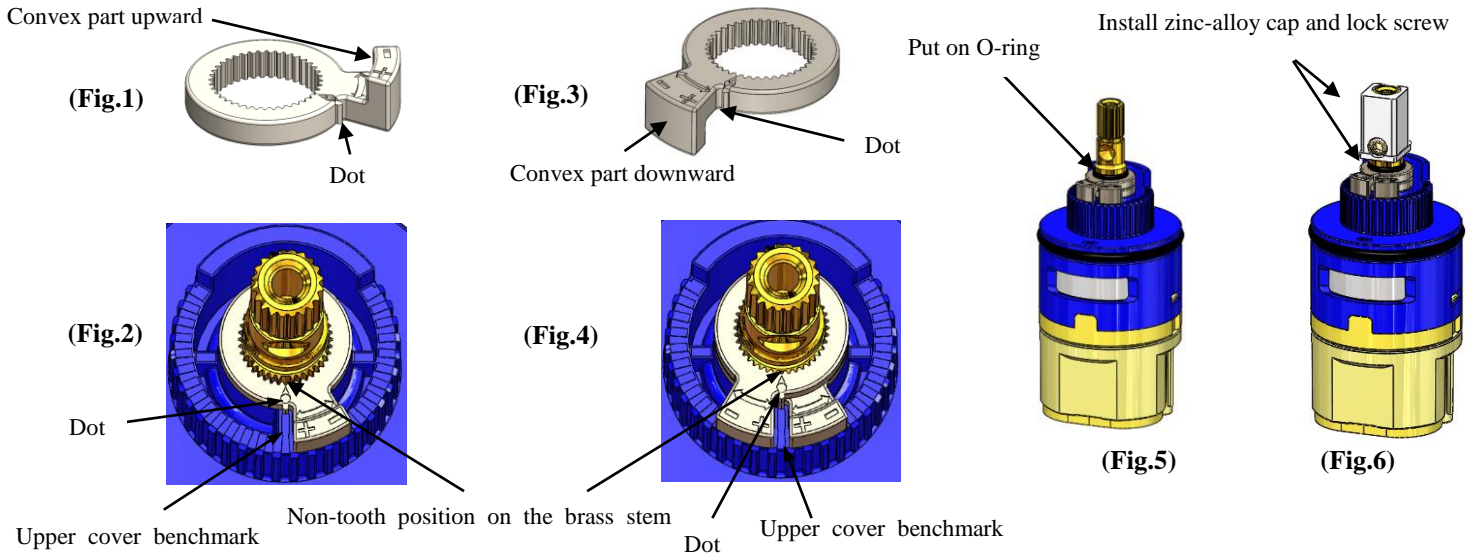 Convex part upward
(Fig.1)
Dot
(Fig.3)
Dot
Convex part downward
Put on O-ring
Install zinc-alloy cap and lock screw
(Fig.2)
Dot
Upper cover benchmark
Non-tooth position on the brass stem
(Fig.4)
Dot
Upper cover benchmark
(Fig.5)
(Fig.6)